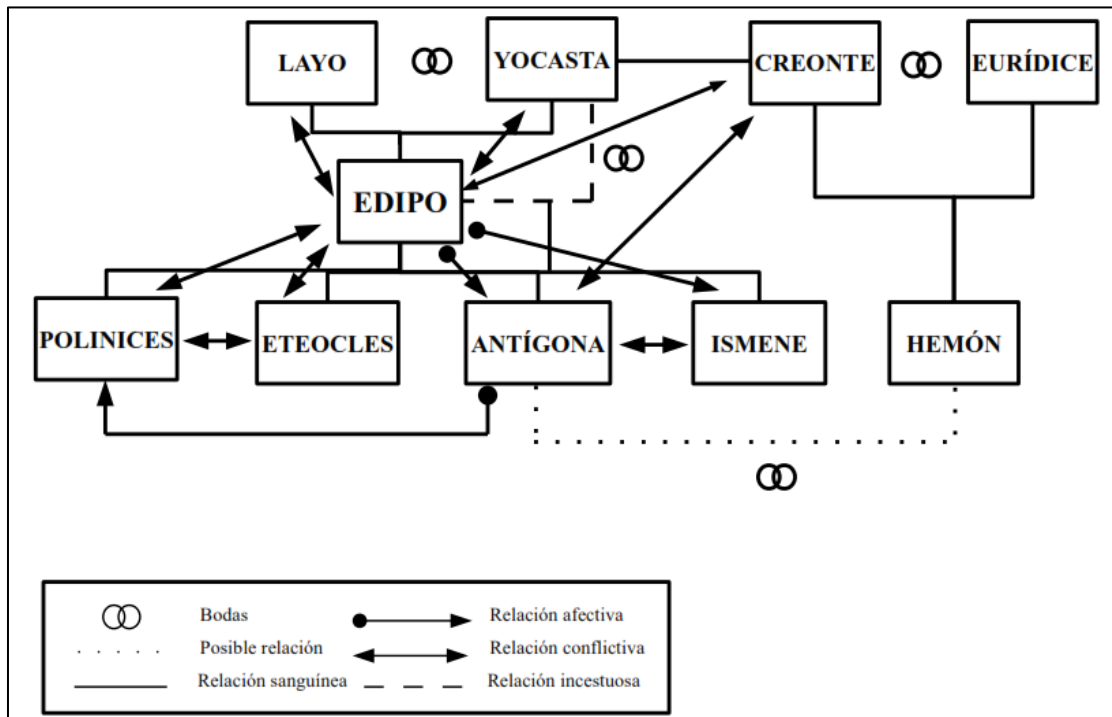 LAYO
YOCASTA
CREONTE
EURÍDICE
EDIPO
POLINICES
ETEOCLES
ANTÍGONA
ISMENE
HEMÓN
Bodas
Relación afectiva
Posible relación
Relación conflictiva
Relación sanguínea
Relación incestuosa